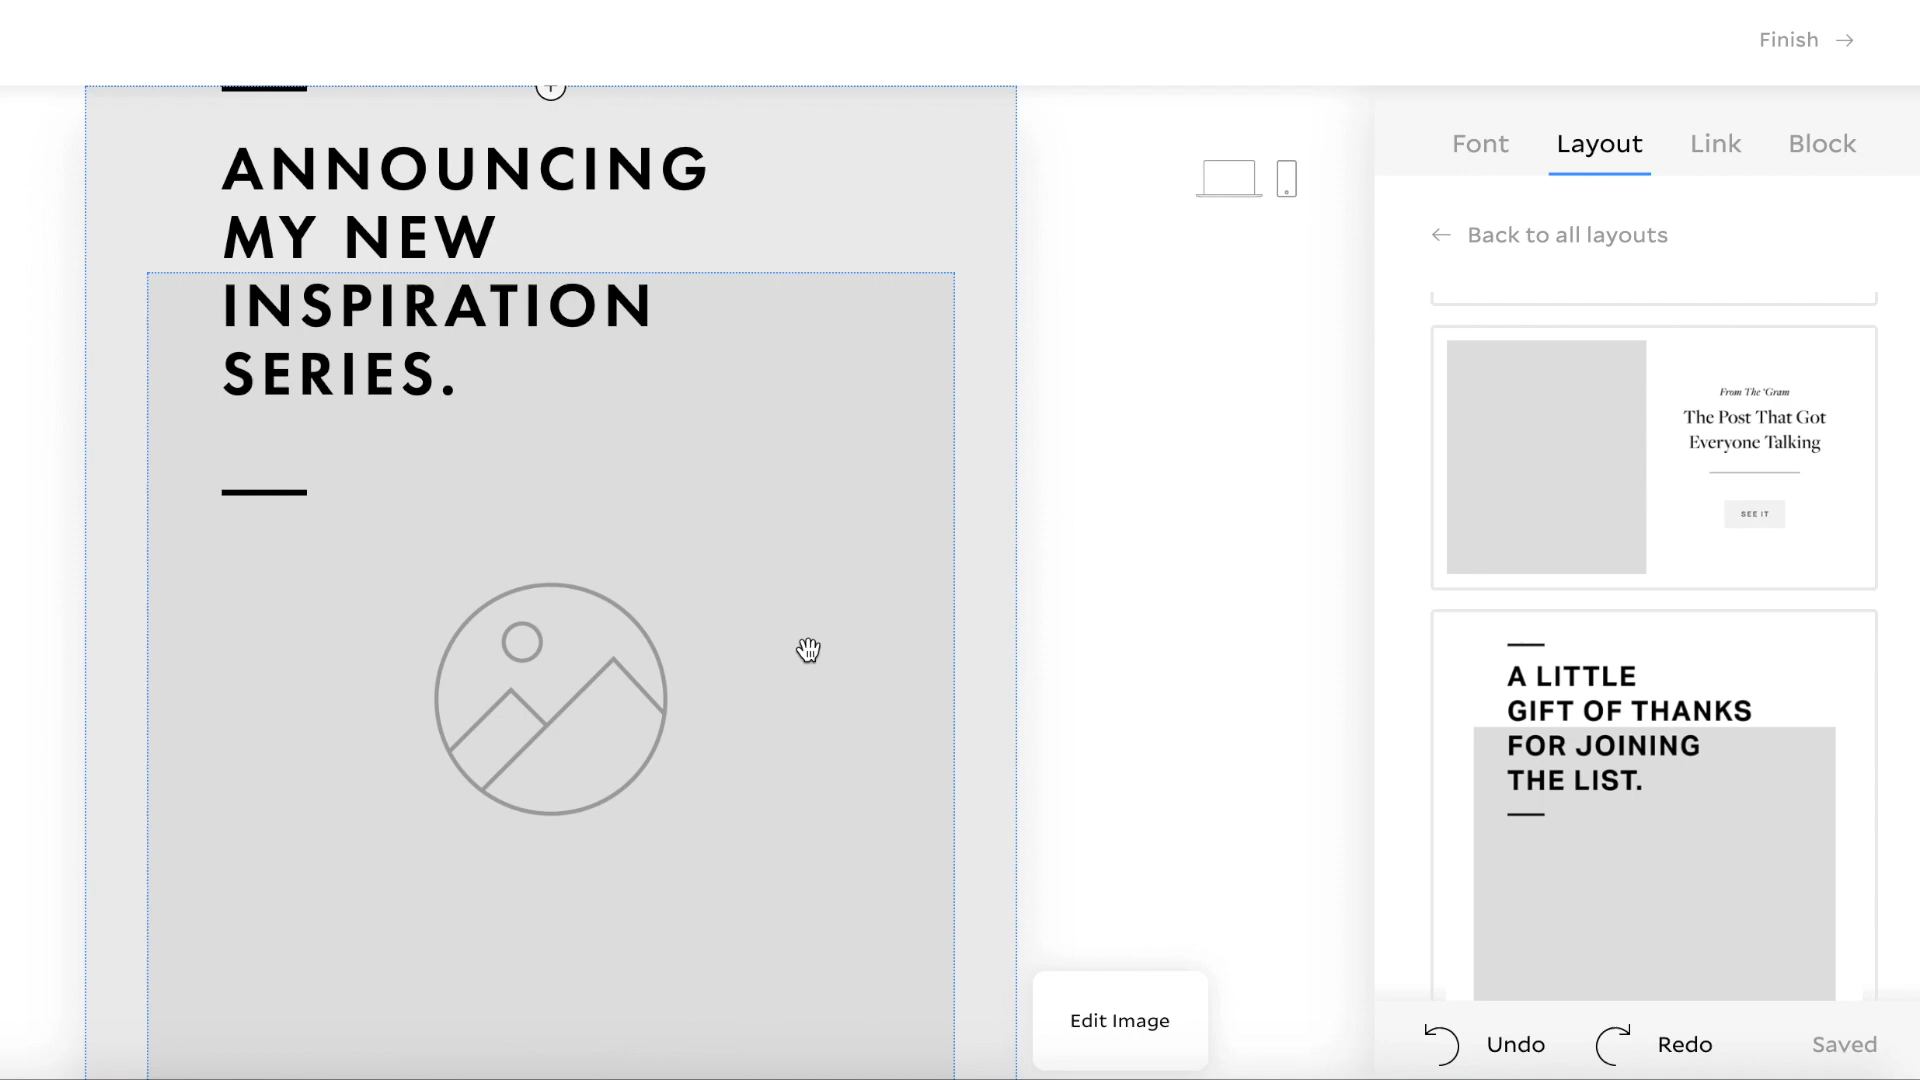 Finish
ANNOUNCING
MY NEW
INSPIRATION
SERIES.
Font Layout Link Block
Back to all layouts
From The 'Gram
The Post That Got
Everyone Talking
SEE IT
A LITTLE
GIFT OF THANKS
FOR JOINING
THE LIST.
Edit Image
Undo Redo Saved